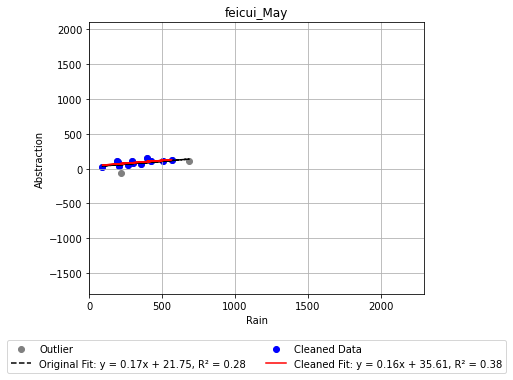 feicui_May
2000
1500
1000
500
0
−500
−1000
−1500
Abstraction
0 500 1000 1500 2000
Rain
Outlier Cleaned Data
Original Fit: y = 0.17x + 21.75, R² = 0.28 Cleaned Fit: y = 0.16x + 35.61, R² = 0.38